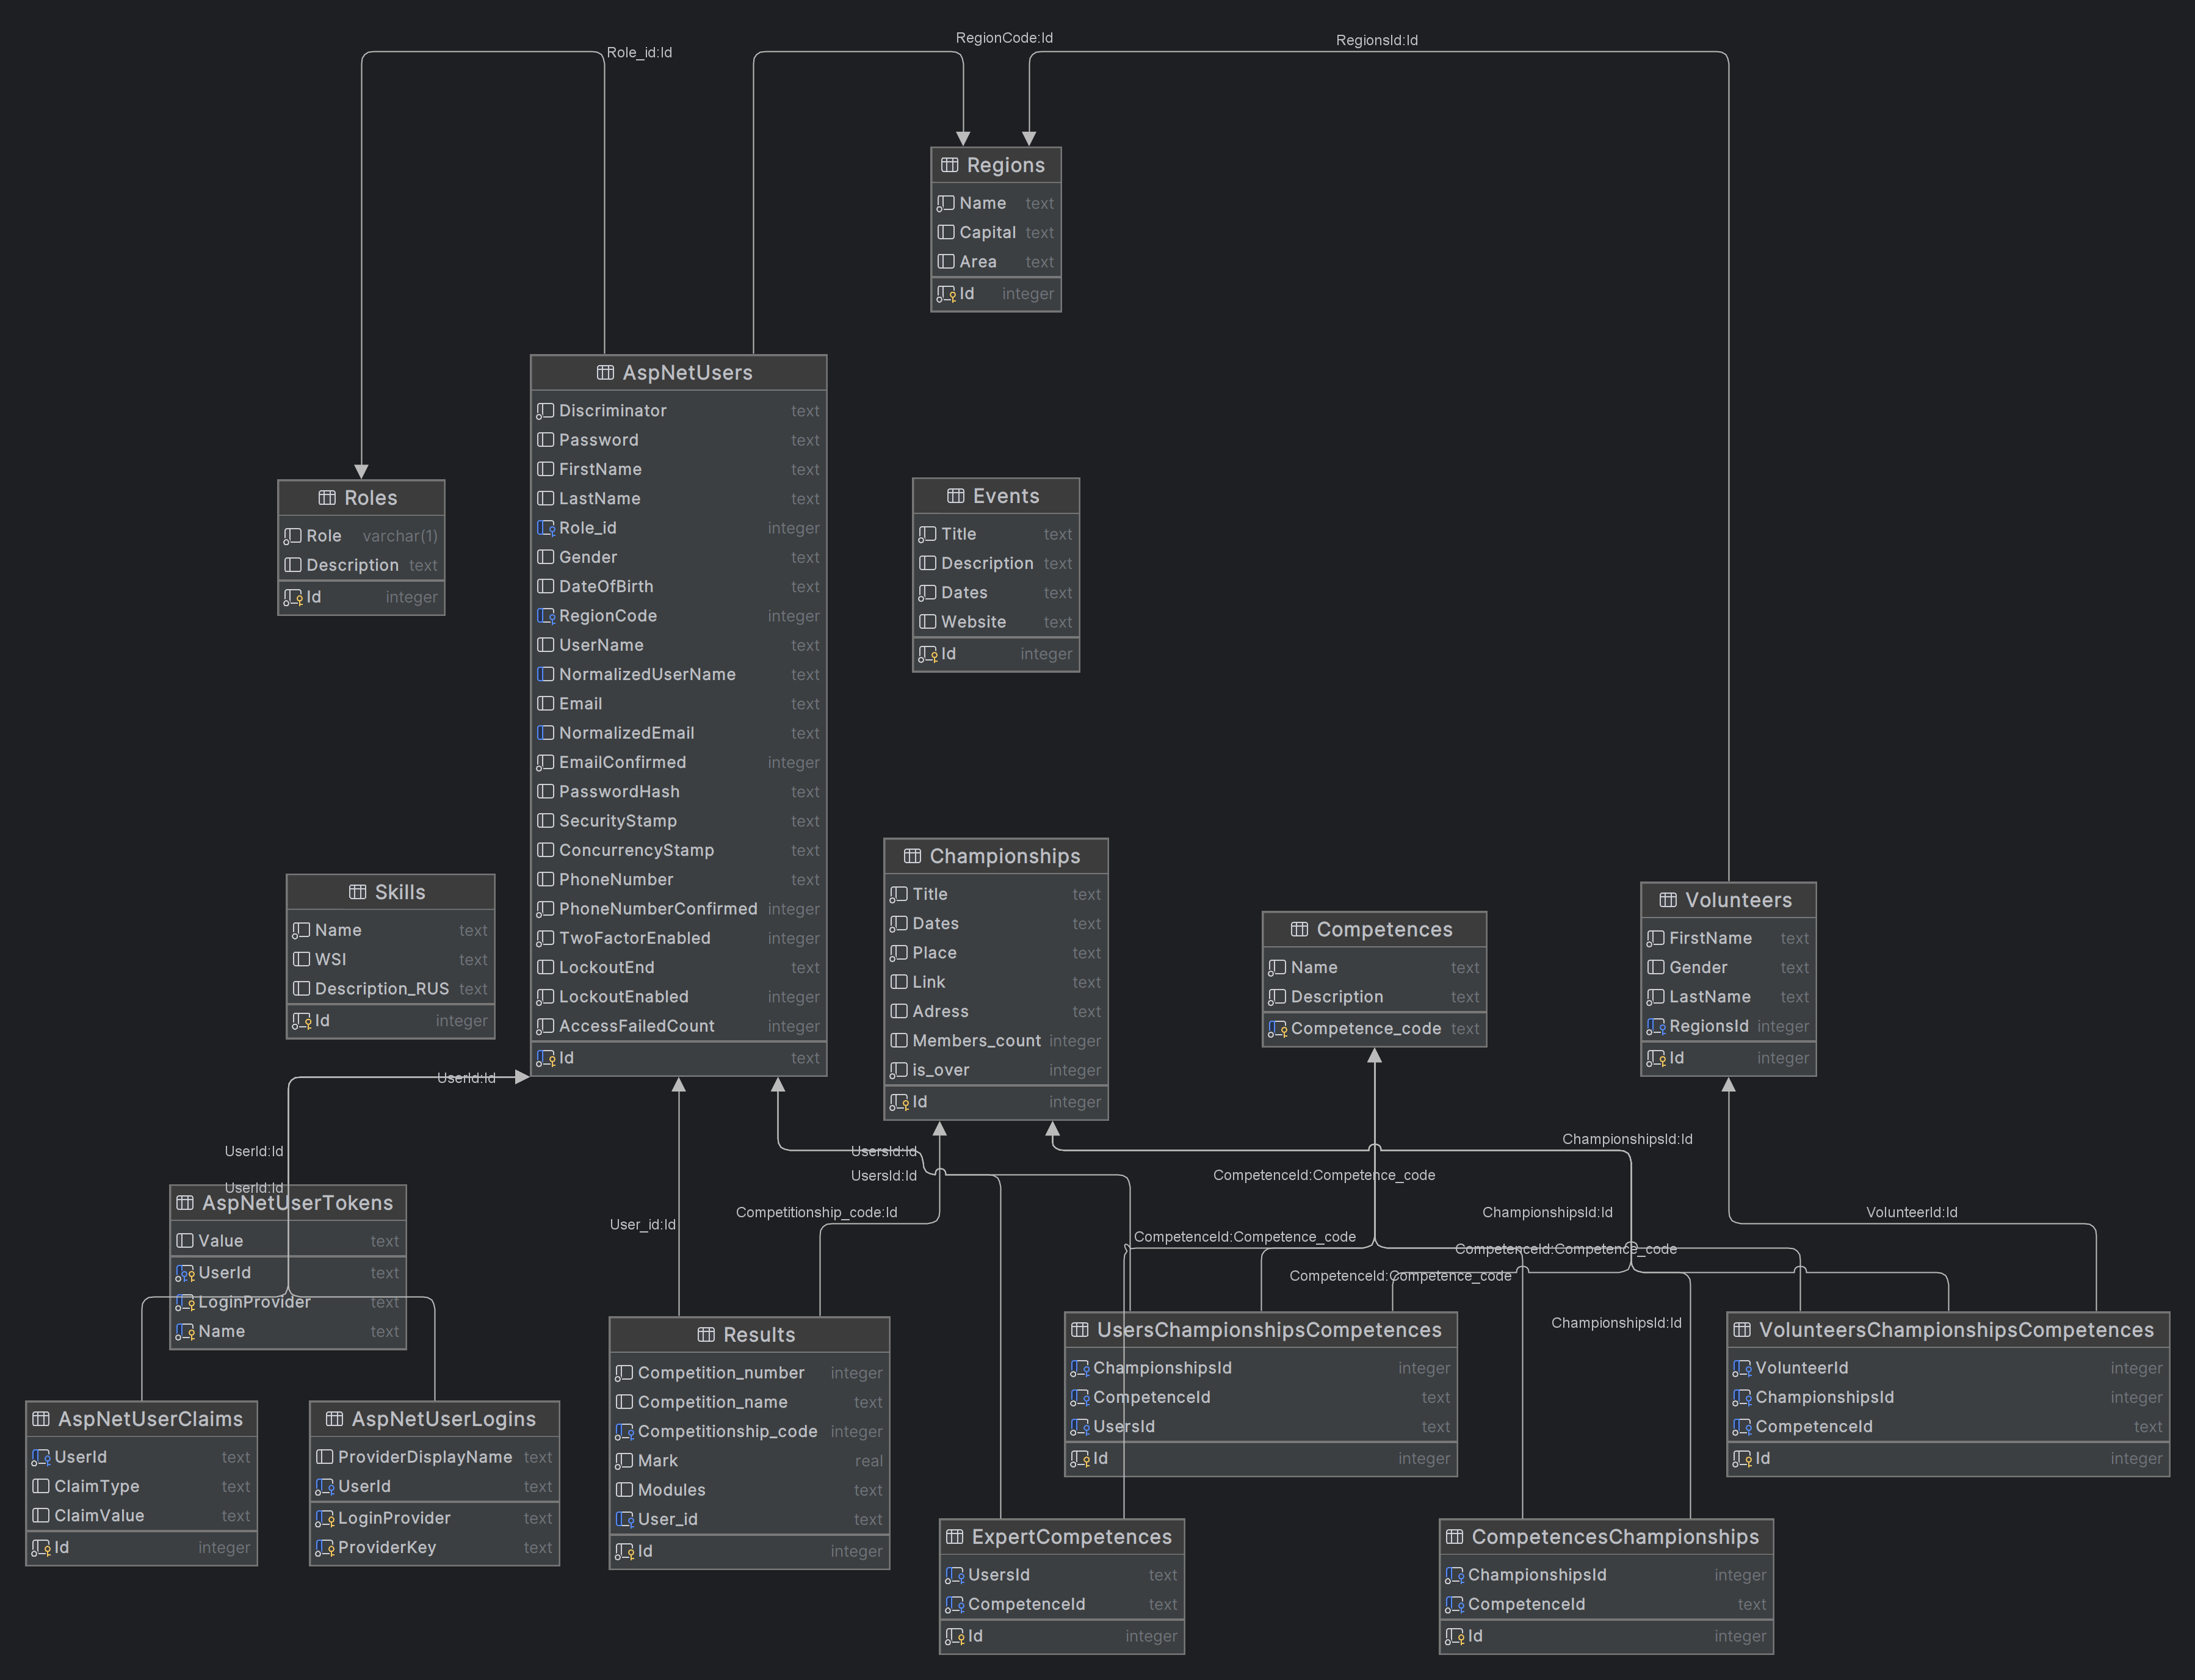 Role_id:Id
RegionCode:Id
RegionsId:Id
Regions
Name text
Capital text
Area text
Id integer
AspNetUsers
Discriminator text
Password text
FirstName text
LastName text
Role_id integer
Gender text
DateOfBirth text
RegionCode integer
UserName text
NormalizedUserName text
Email text
NormalizedEmail text
EmailConfirmed integer
PasswordHash text
SecurityStamp text
ConcurrencyStamp text
PhoneNumber text
PhoneNumberConfirmed integer
TwoFactorEnabled integer
LockoutEnd text
LockoutEnabled integer
AccessFailedCount integer
Id text
Roles
Role varchar(1)
Description text
Id integer
Events
Title text
Description text
Dates text
Website text
Id integer
Skills
Name text
WSI text
Description_RUS text
Id integer
Championships
Title text
Dates text
Place text
Link text
Adress text
Members_count integer
is_over integer
Id integer
Competences
Name text
Description text
Competence_code text
Volunteers
FirstName text
Gender text
LastName text
RegionsId integer
Id integer
UserId:Id
UserId:Id
UserId:Id
User_id:Id
UsersId:Id
UsersId:Id
Competitionship_code:Id
CompetenceId:Competence_code
CompetenceId:Competence_code
CompetenceId:Competence_code
CompetenceId:Competence_code
ChampionshipsId:Id
ChampionshipsId:Id
ChampionshipsId:Id
VolunteerId:Id
AspNetUserTokens
Value text
UserId text
LoginProvider text
Name text
AspNetUserClaims
UserId text
ClaimType text
ClaimValue text
Id integer
AspNetUserLogins
ProviderDisplayName text
UserId text
LoginProvider text
ProviderKey text
Results
Competition_number integer
Competition_name text
Competitionship_code integer
Mark real
Modules text
User_id text
Id integer
UsersChampionshipsCompetences
ChampionshipsId integer
CompetenceId text
UsersId text
Id integer
VolunteersChampionshipsCompetences
VolunteerId integer
ChampionshipsId integer
CompetenceId text
Id integer
ExpertCompetences
UsersId text
CompetenceId text
Id integer
CompetencesChampionships
ChampionshipsId integer
CompetenceId text
Id integer